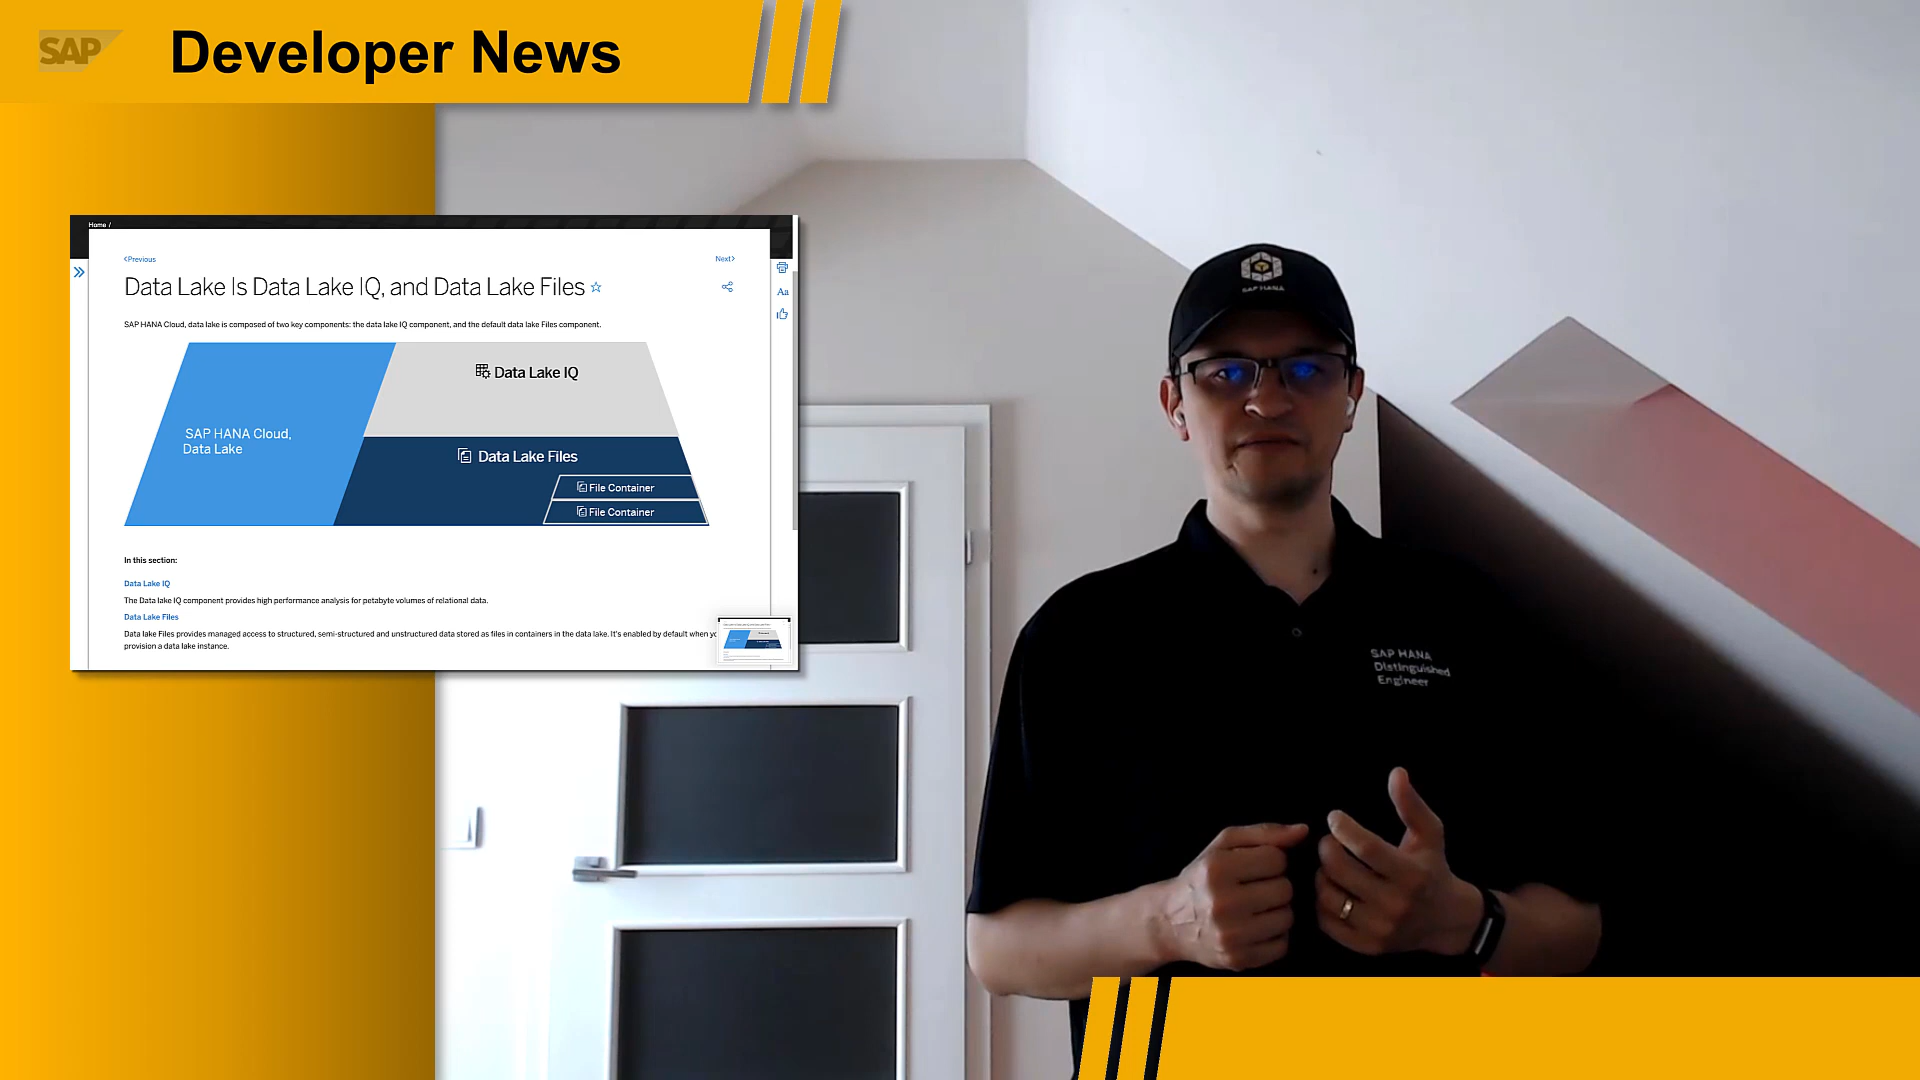 SAP Developer News
Home /
Previous
Next
Data Lake Is Data Lake IQ, and Data Lake Files
Aa
SAP HANA Cloud, data lake is composed of two key components: the data lake IQ component, and the default data lake Files component.
Data Lake IQ
SAP HANA Cloud,
Data Lake
Data Lake Files
File Container
File Container
In this section:
Data Lake IQ
The Data lake IQ component provides high performance analysis for petabyte volumes of relational data.
Data Lake Files
Data lake Files provides managed access to structured, semi-structured and unstructured data stored as files in containers in the data lake. It's enabled by default when
provision a data lake instance.
SAP HANA
SAP HANA
Distinguished
Engineer